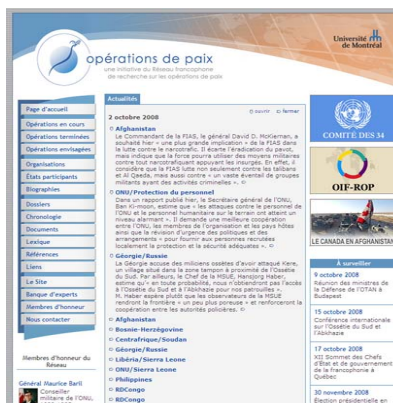 Université de Montréal
opérations de paix
une initiative du Réseau francophone
de recherche sur les opérations de paix
Page d'accueil
Opérations en cours
Opérations terminées
Opérations envisagées
Organisations
États participants
Biographies
Dossiers
Chronologie
Documents
Lexique
Références
Liens
Le Site
Banque d'experts
Membres d'honneur
Nous contacter
Membres d'honneur du
Réseau
Général Maurice Baril
Conseiller
militaire de l'ONU,
Actualités
ouvrir fermer
2 octobre 2008
Afghanistan
Le Commandant de la FIAS, le général David D. McKiernan, a
souhaité hier « une plus grande implication » de la FIAS dans
la lutte contre le narcotrafic. Il écarte l'éradication du pavot,
mais indique que la force pourra utiliser des moyens militaires
contre tout narcotrafiquant appuyant les insurgés. En effet, il
considère que la FIAS lutte non seulement contre les talibans
et Al Qaeda, mais aussi contre « un vaste éventail de groupes
militants ayant des activités criminelles ».
ONU/Protection du personnel
Dans un rapport publié hier, le Secrétaire général de l'ONU,
Ban Ki-moon, estime que « les attaques contre le personnel de
l'ONU et le personnel humanitaire sur le terrain ont atteint un
niveau alarmant ». Il demande une meilleure coopération
entre l'ONU, les membres de l'organisation et les pays hôtes
ainsi que la révision d'urgence des politiques et des
arrangements « pour fournir aux personnes recrutées
localement la protection et la sécurité adéquates ».
Géorgie/Russie
La Géorgie accuse des miliciens ossètes d'avoir attaqué Kere,
un village situé dans la zone tampon à proximité de l'Ossétie
du Sud. Par ailleurs, le Chef de la MSUE, Hansjorg Haber,
estime qu'« en toute probabilité, nous n'obtiendrons pas l'accès
à l'Ossétie du Sud et à l'Abkhazie pour nos patrouilles ».
M. Haber espère plutôt que les observateurs de la MSUE
rendront la frontière « un peu plus poreuse » et renforceront la
coopération entre les autorités policières.
Afghanistan
Bosnie-Herzégovine
Centrafrique/Soudan
Géorgie/Russie
Libéria/Sierra Leone
ONU/Sierra Leone
Philippines
RDCongo
RDCongo
COMITÉ DES 34
OIF-ROP
LE CANADA EN AFGHANISTAN
À surveiller
9 octobre 2008
Réunion des ministres de
la Défense de l'OTAN à
Budapest
15 octobre 2008
Conférence internationale
sur l'Ossétie du Sud et
l'Abkhazie
17 octobre 2008
XII Sommet des Chefs
d'État et de gouvernement
de la francophonie à
Québec
30 novembre 2008
Élection présidentielle en